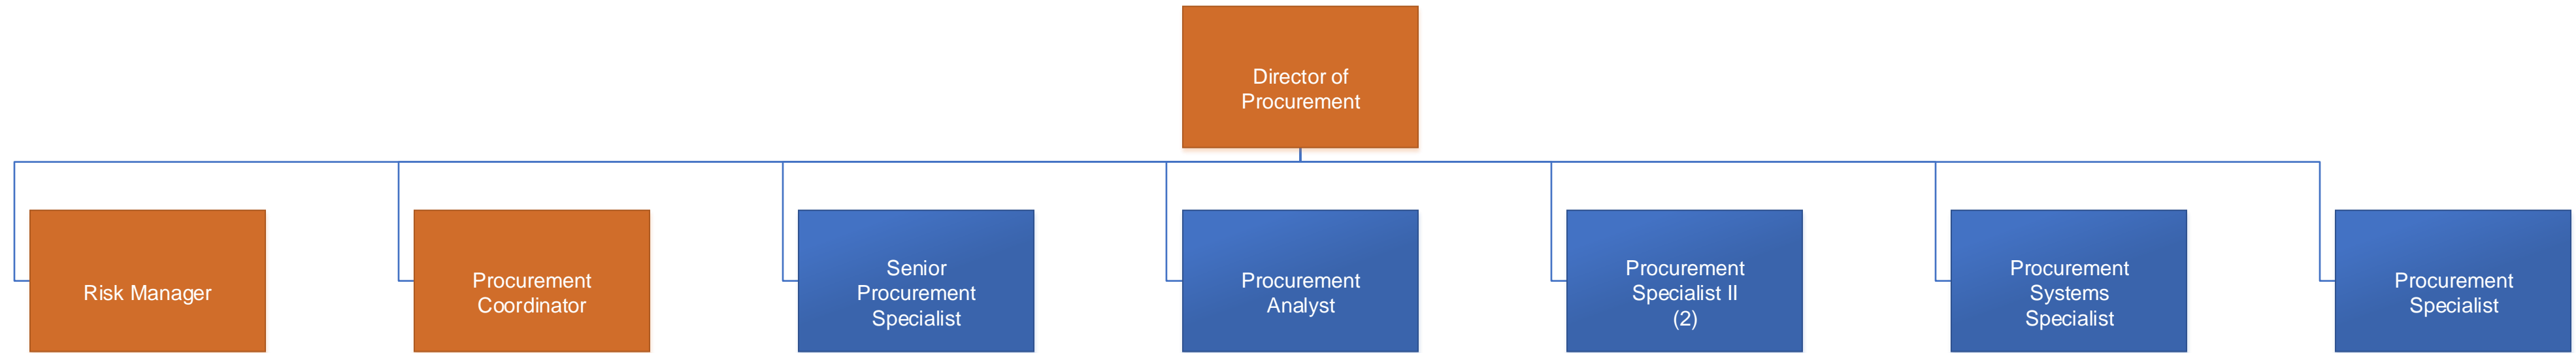 Director of
Procurement
Risk Manager
Procurement
Coordinator
Senior
Procurement
Specialist
Procurement
Analyst
Procurement
Specialist II
(2)
Procurement
Systems
Specialist
Procurement
Specialist